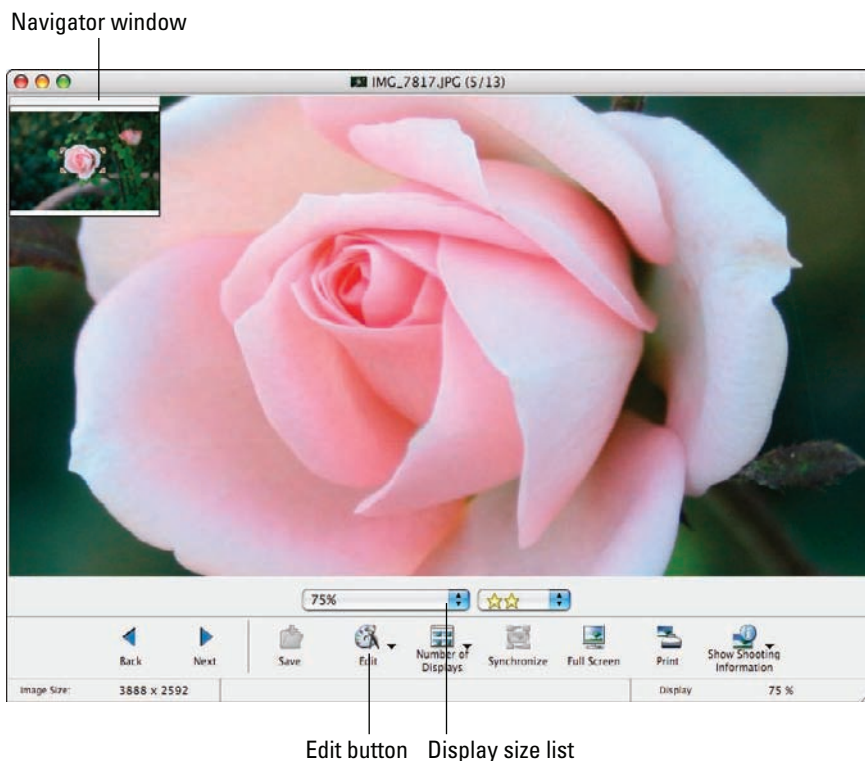 Navigator window
IMG_7817.JPG (5/13)
75%
Back
Next
Save
Edit
Number of
Displays
Synchronize
Full Screen
Print
Show Shooting
Information
Image Size:
3888 x 2592
Display
75 %
Edit button
Display size list